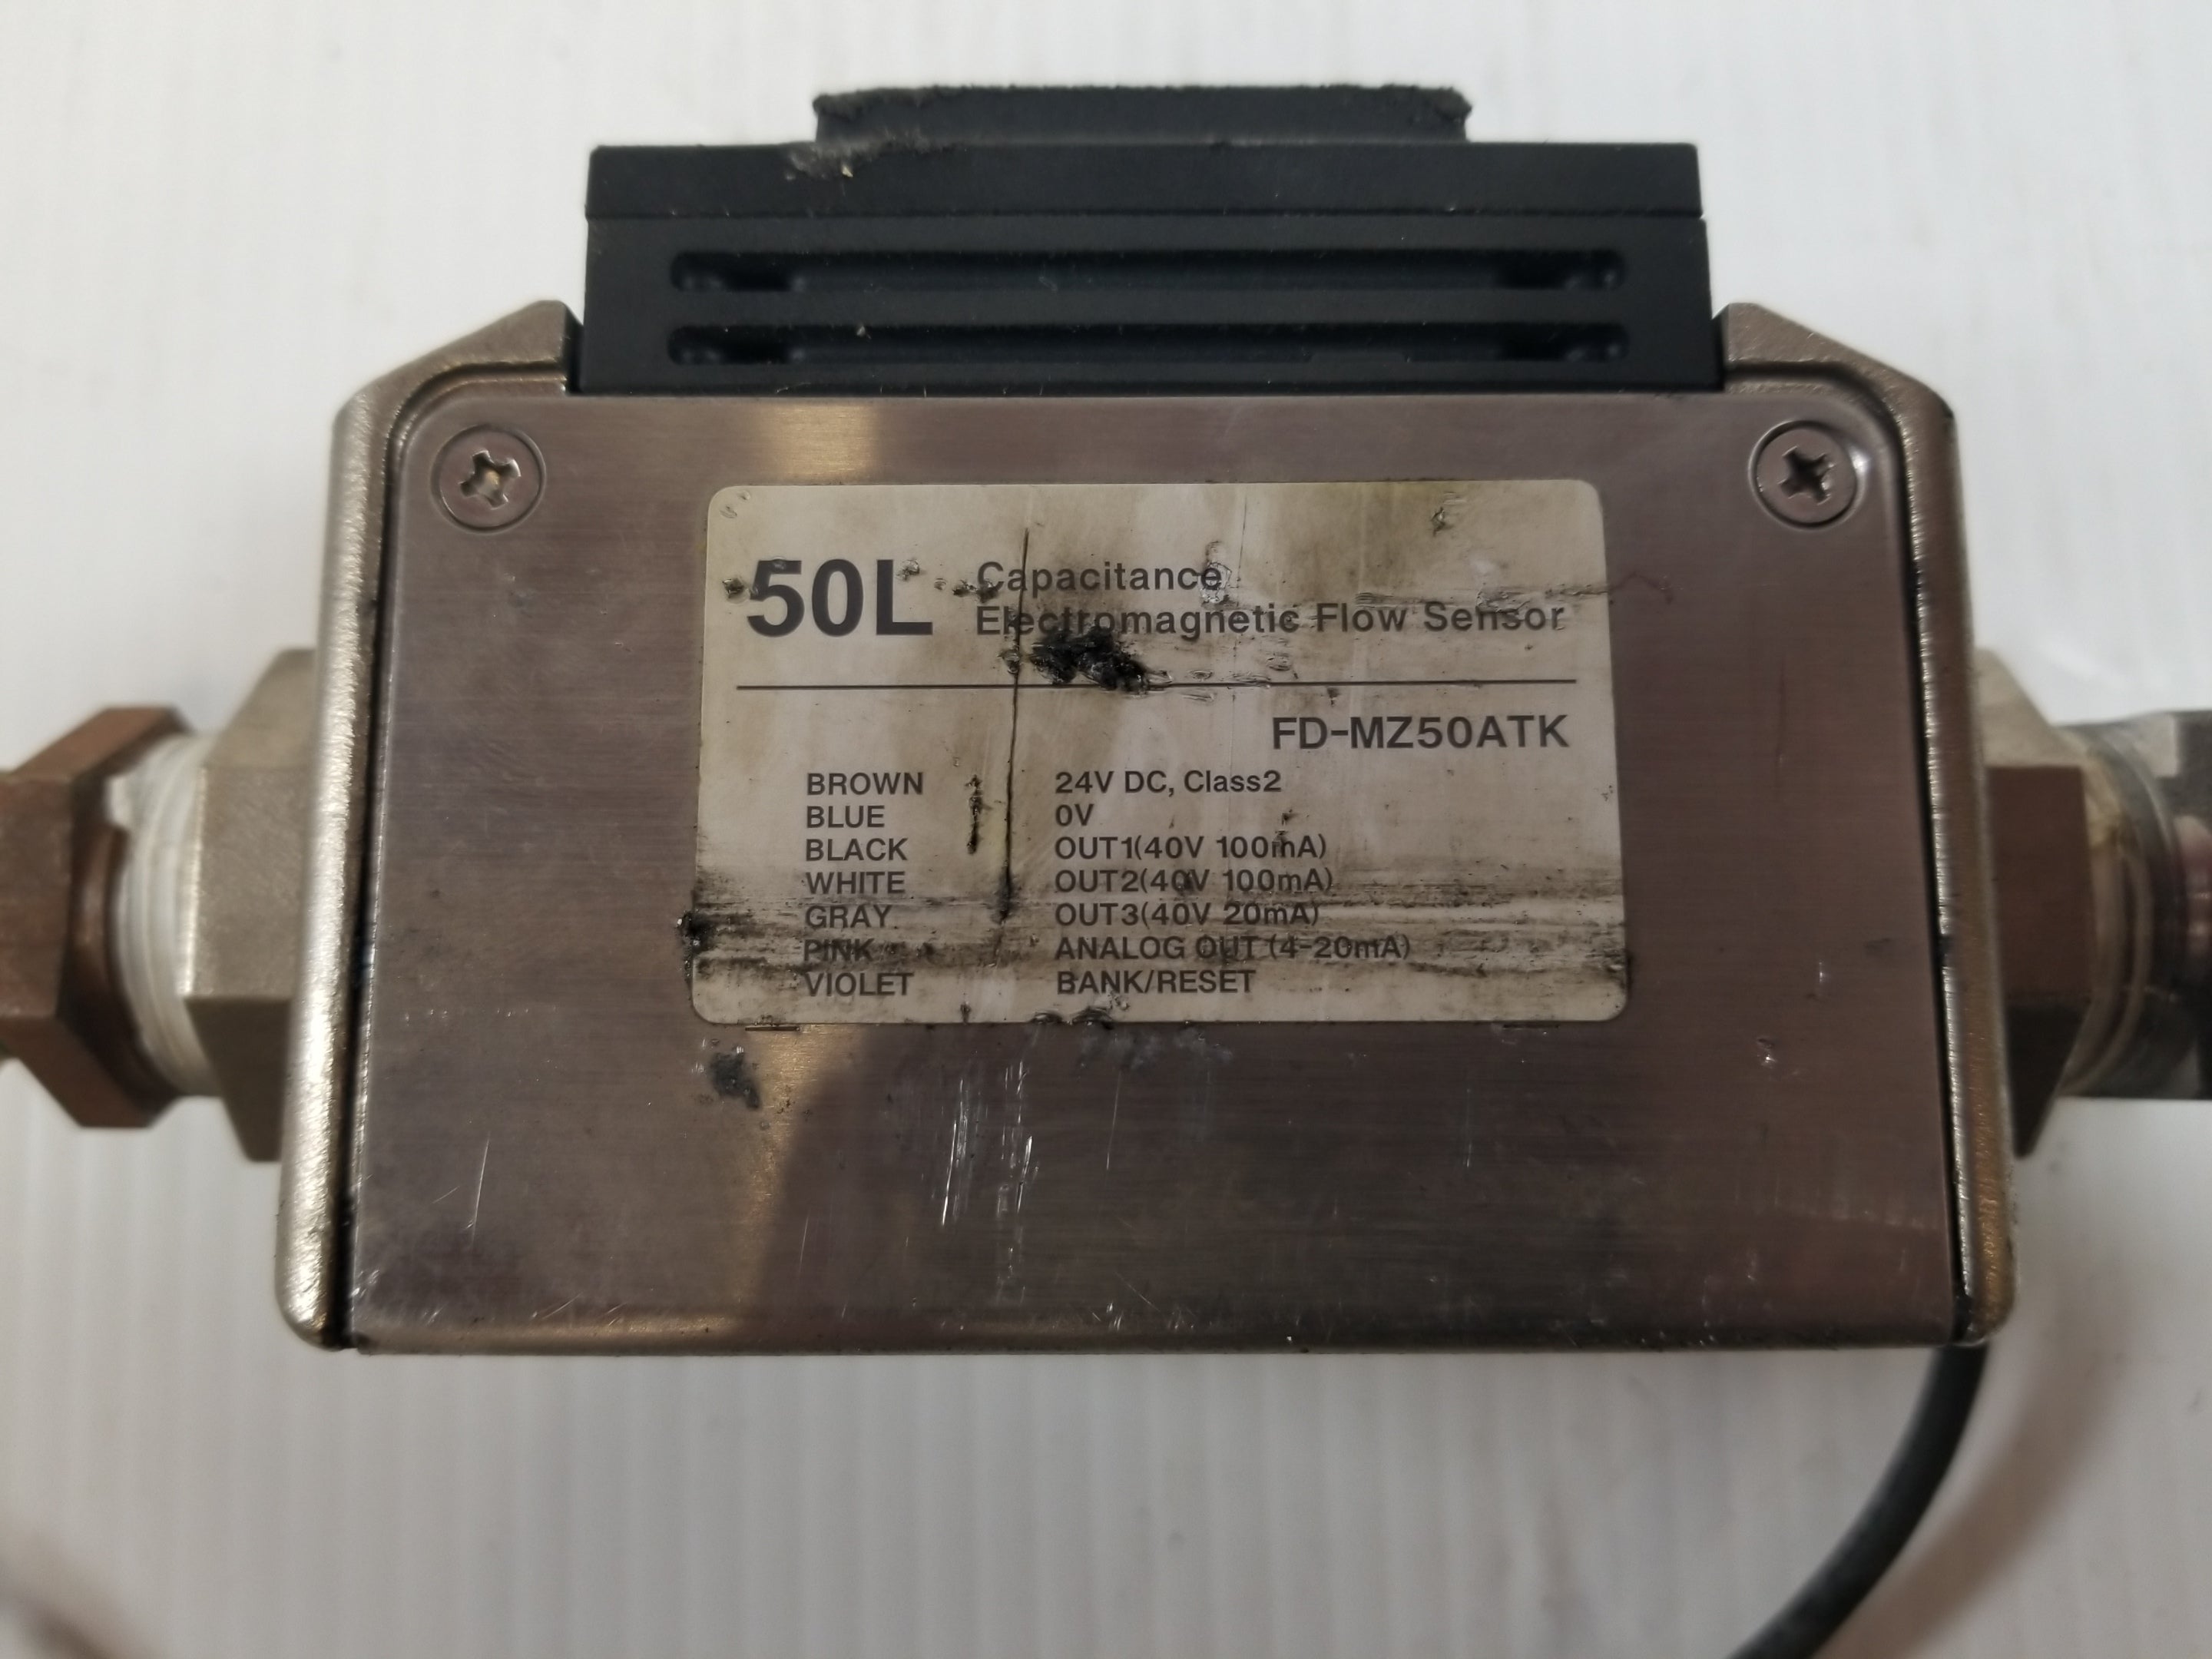 50L Capacitance
Electromagnetic Flow Sensor
FD-MZ50ATK
BROWN 24V DC, Class2
BLUE 0V
BLACK OUT1(40V 100mA)
WHITE OUT2(40V 100mA)
GRAY OUT3(40V 20mA)
PINK ANALOG OUT (4-20mA)
VIOLET BANK/RESET